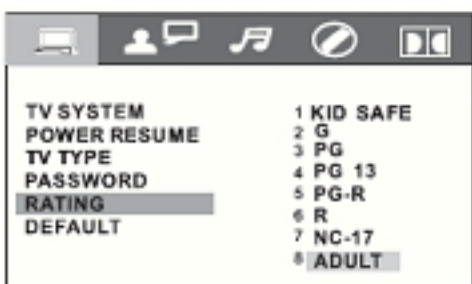 TV SYSTEM
POWER RESUME
TV TYPE
PASSWORD
RATING
DEFAULT
1 KID SAFE
2 G
3 PG
4 PG 13
5 PG-R
6 R
7 NC-17
8 ADULT